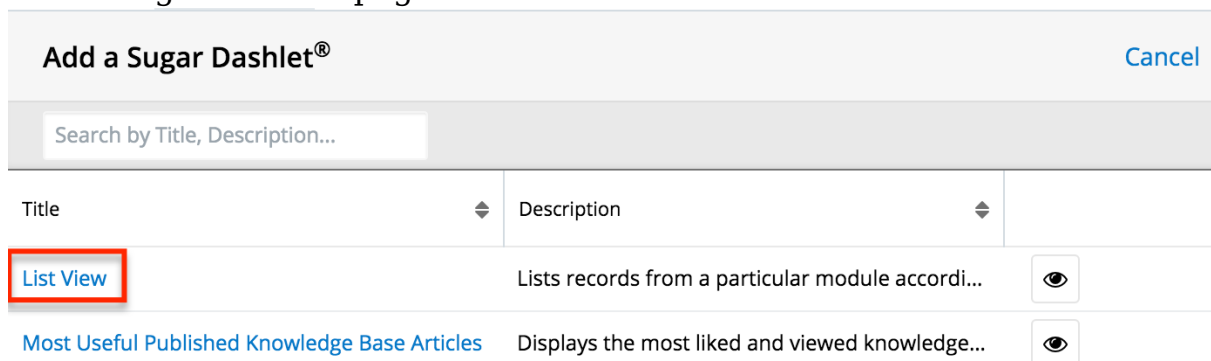 Add a Sugar Dashlet®
Cancel
Search by Title, Description...
Title
Description
List View
Lists records from a particular module accordi...
Most Useful Published Knowledge Base Articles
Displays the most liked and viewed knowledge...